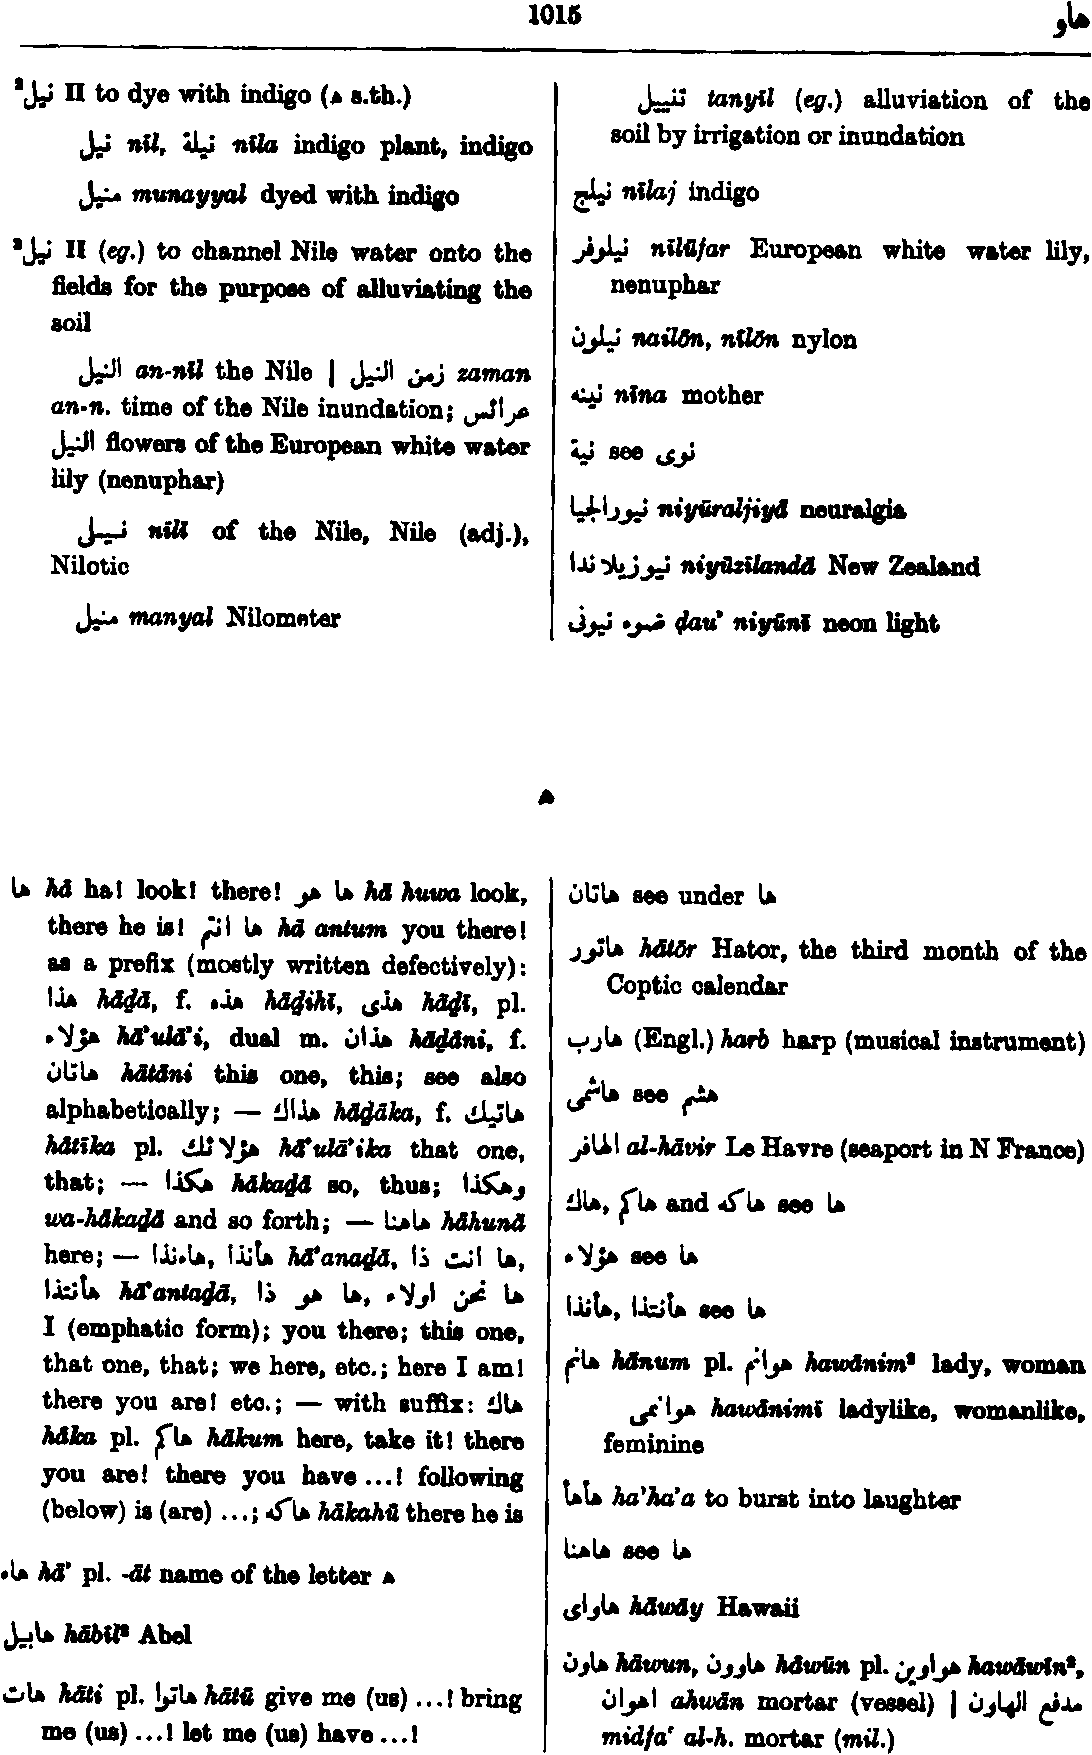 1015
هاو
²نيل II to dye with indigo (ه s.th.)
نيل nīl, نيلة nīla indigo plant, indigo
منيل munayyal dyed with indigo
³نيل II (eg.) to channel Nile water onto the
fields for the purpose of alluviating the
soil
النيل an-nīl the Nile | زمن النيل zaman
an-n. time of the Nile inundation; عرائس
النيل flowers of the European white water
lily (nenuphar)
نيلى nīlī of the Nile, Nile (adj.),
Nilotic
منيل manyal Nilometer
تنييل tanyīl (eg.) alluviation of the
soil by irrigation or inundation
نيلج nīlaj indigo
نيلوفر nīlūfar European white water lily,
nenuphar
نيلون nailōn, nīlōn nylon
نينه nīna mother
نية see نوى
نيورالجيا niyūraljiyā neuralgia
نيوزيلاندا niyūzīlandā New Zealand
ضوء نيونى ḍau' niyūnī neon light
ه
ها hā ha! look! there! ها هو hā huwa look,
there he is! ها انتم hā antum you there!
as a prefix (mostly written defectively):
هذا hāḏā, f. هذه hāḏihī, هذى hāḏī, pl.
هؤلاء hā'ulā'i, dual m. هذان hāḏāni, f.
هاتان hātāni this one, this; see also
alphabetically; — هذاك hāḏāka, f. هاتيك
hātīka pl. هؤلائك hā'ulā'ika that one,
that; — هكذا hākaḏā so, thus; وهكذا
wa-hākaḏā and so forth; — هاهنا hāhunā
here; — هأنذا, هاءنذا hā'anaḏā, ها انت ذا,
هأنتذا hā'antaḏā, ها هو ذا, ها نحن اولاء
I (emphatic form); you there; this one,
that one, that; we here, etc.; here I am!
there you are! etc.; — with suffix: هاك
hāka pl. هاكم hākum here, take it! there
you are! there you have ...! following
(below) is (are) ...; هاكه hākahū there he is
هاء hā' pl. -āt name of the letter ه
هابيل hābīl² Abel
هات hāti pl. هاتوا hātū give me (us) ...! bring
me (us) ...! let me (us) have ...!
هاتان see under ها
هاتور hātōr Hator, the third month of the
Coptic calendar
هارب (Engl.) harb harp (musical instrument)
هاشمى see هشم
الهافر al-hāvir Le Havre (seaport in N France)
هاك, هاكم and هاكه see ها
هؤلاء see ها
هأنذا, هأنتذا see ها
هانم hānum pl. هوانم hawānim² lady, woman
هوانمى hawānimī ladylike, womanlike,
feminine
هأهأ ha'ha'a to burst into laughter
هاهنا see ها
هاواى hāwāy Hawaii
هاون hāwun, هاوون hāwūn pl. هواوين hawāwīn²,
اهوان ahwān mortar (vessel) | مدفع الهاون
midfa' al-h. mortar (mil.)